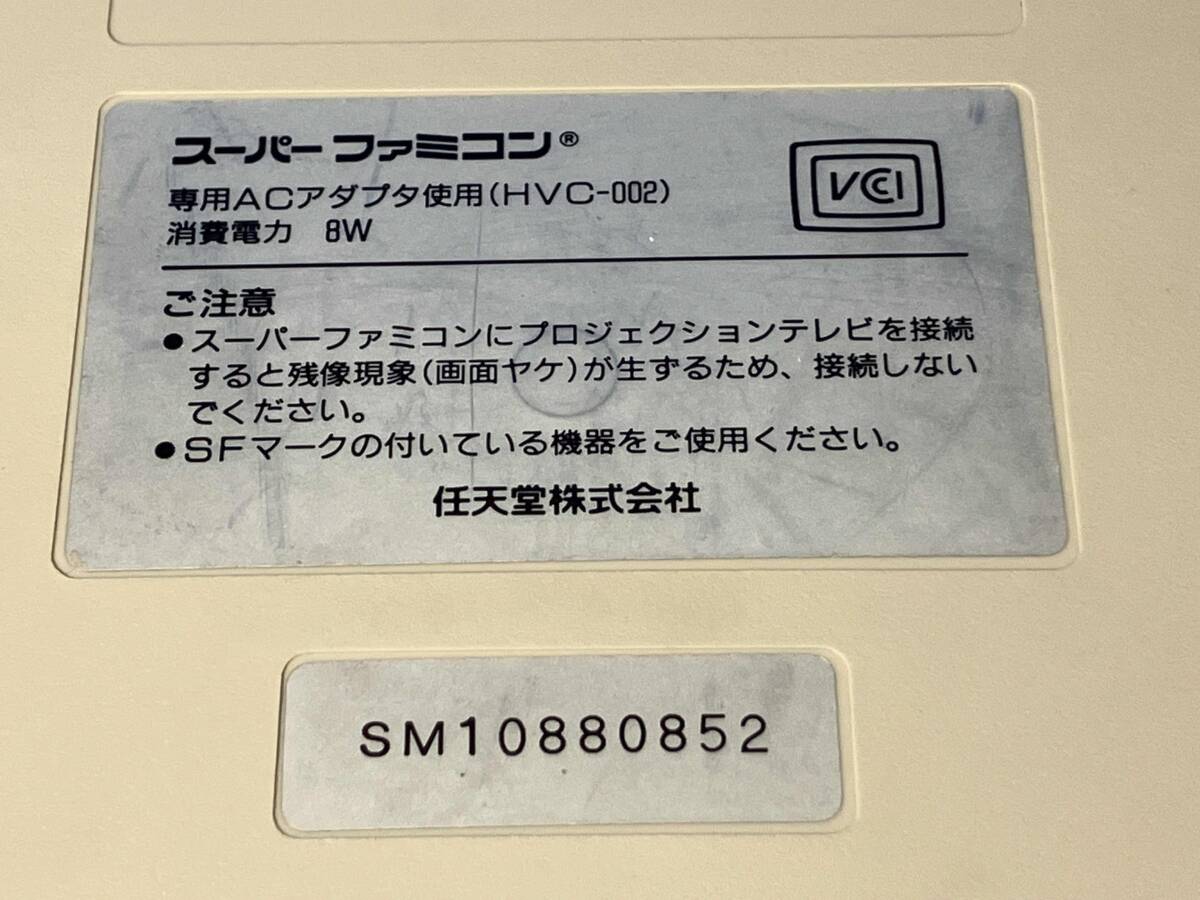 スーパーファミコン®
専用ACアダプタ使用(HVC-002)
消費電力 8W
VCCI
ご注意
●スーパーファミコンにプロジェクションテレビを接続
すると残像現象(画面ヤケ)が生ずるため、接続しない
でください。
●SFマークの付いている機器をご使用ください。
任天堂株式会社
SM10880852